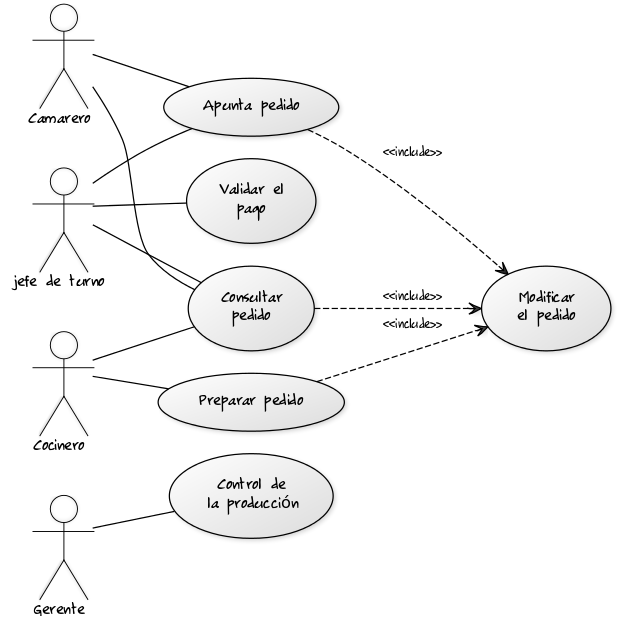 Camarero
Apunta pedido
<<include>>
Validar el
pago
jefe de turno
Consultar
pedido
<<include>>
Modificar
el pedido
<<include>>
Preparar pedido
Cocinero
Control de
la producción
Gerente